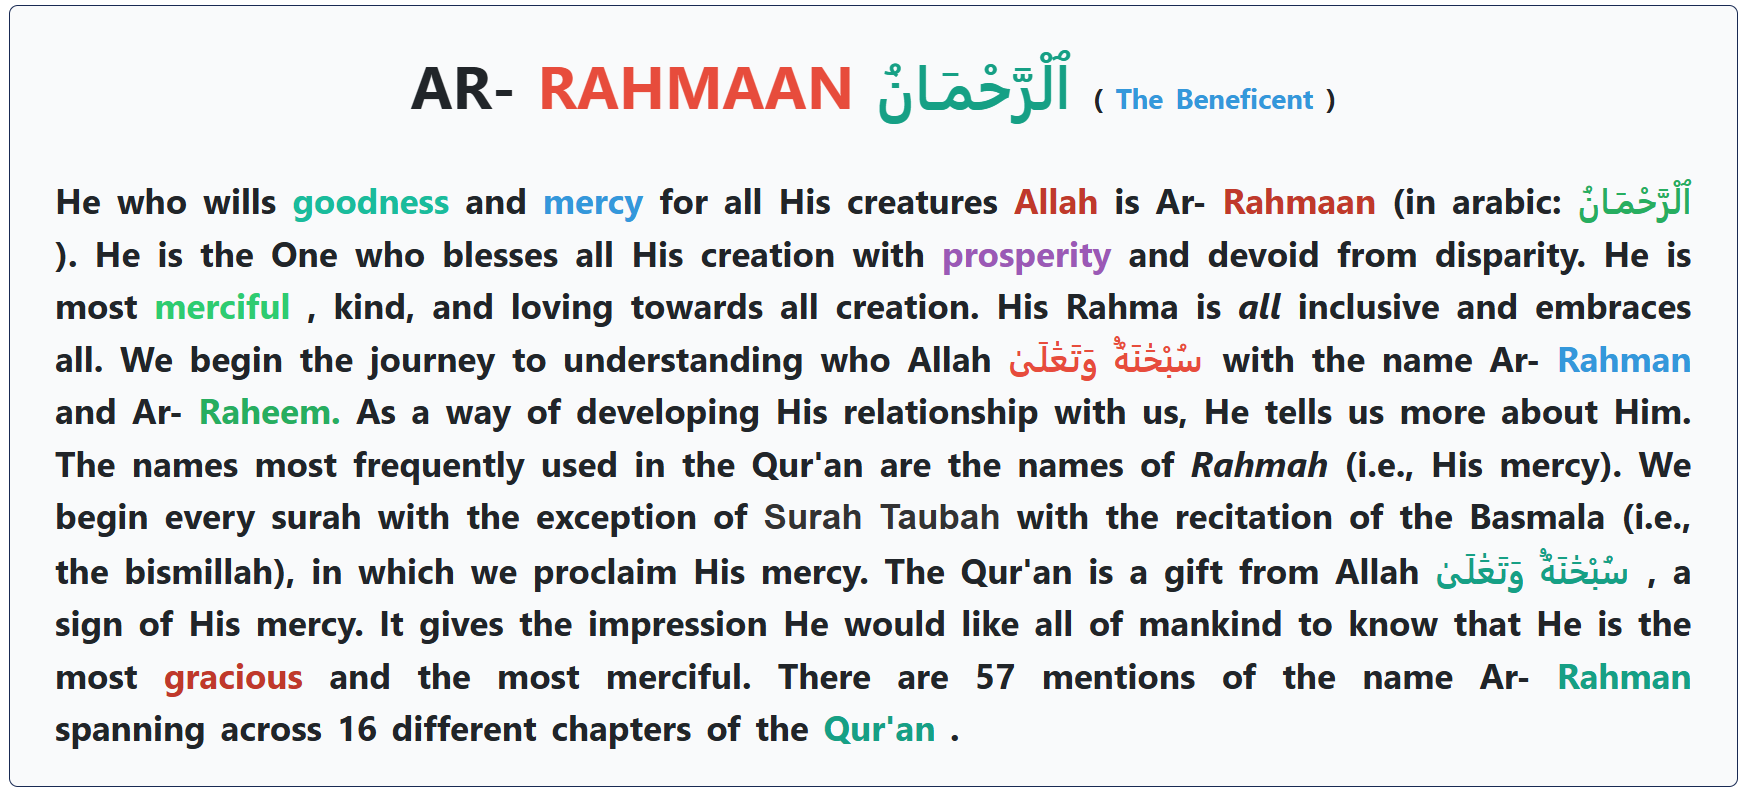 AR- RAHMAAN ٱلْرَّحْمَـانُ ( The Beneficent )
He who wills goodness and mercy for all His creatures Allah is Ar- Rahmaan (in arabic: ٱلْرَّحْمَـانُ
). He is the One who blesses all His creation with prosperity and devoid from disparity. He is
most merciful , kind, and loving towards all creation. His Rahma is all inclusive and embraces
all. We begin the journey to understanding who Allah سُبْحَٰنَهُۥ وَتَعَٰلَىٰ with the name Ar- Rahman
and Ar- Raheem. As a way of developing His relationship with us, He tells us more about Him.
The names most frequently used in the Qur'an are the names of Rahmah (i.e., His mercy). We
begin every surah with the exception of Surah Taubah with the recitation of the Basmala (i.e.,
the bismillah), in which we proclaim His mercy. The Qur'an is a gift from Allah سُبْحَٰنَهُۥ وَتَعَٰلَىٰ , a
sign of His mercy. It gives the impression He would like all of mankind to know that He is the
most gracious and the most merciful. There are 57 mentions of the name Ar- Rahman
spanning across 16 different chapters of the Qur'an .